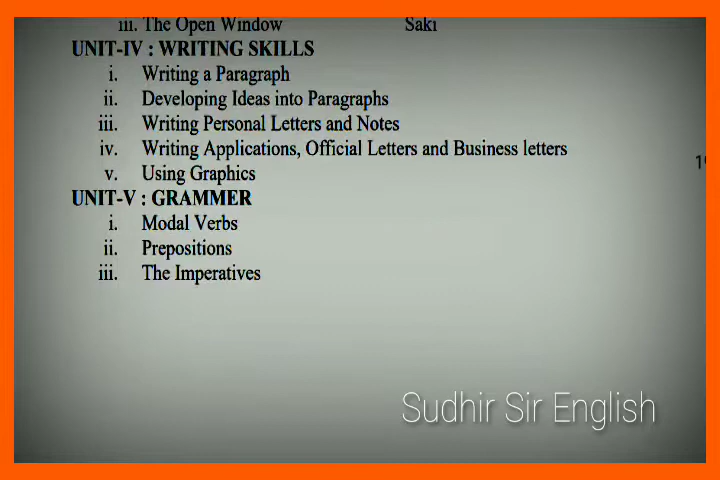 iii. The Open Window Saki
UNIT-IV : WRITING SKILLS
i. Writing a Paragraph
ii. Developing Ideas into Paragraphs
iii. Writing Personal Letters and Notes
iv. Writing Applications, Official Letters and Business letters
v. Using Graphics
UNIT-V : GRAMMER
i. Modal Verbs
ii. Prepositions
iii. The Imperatives
Sudhir Sir English